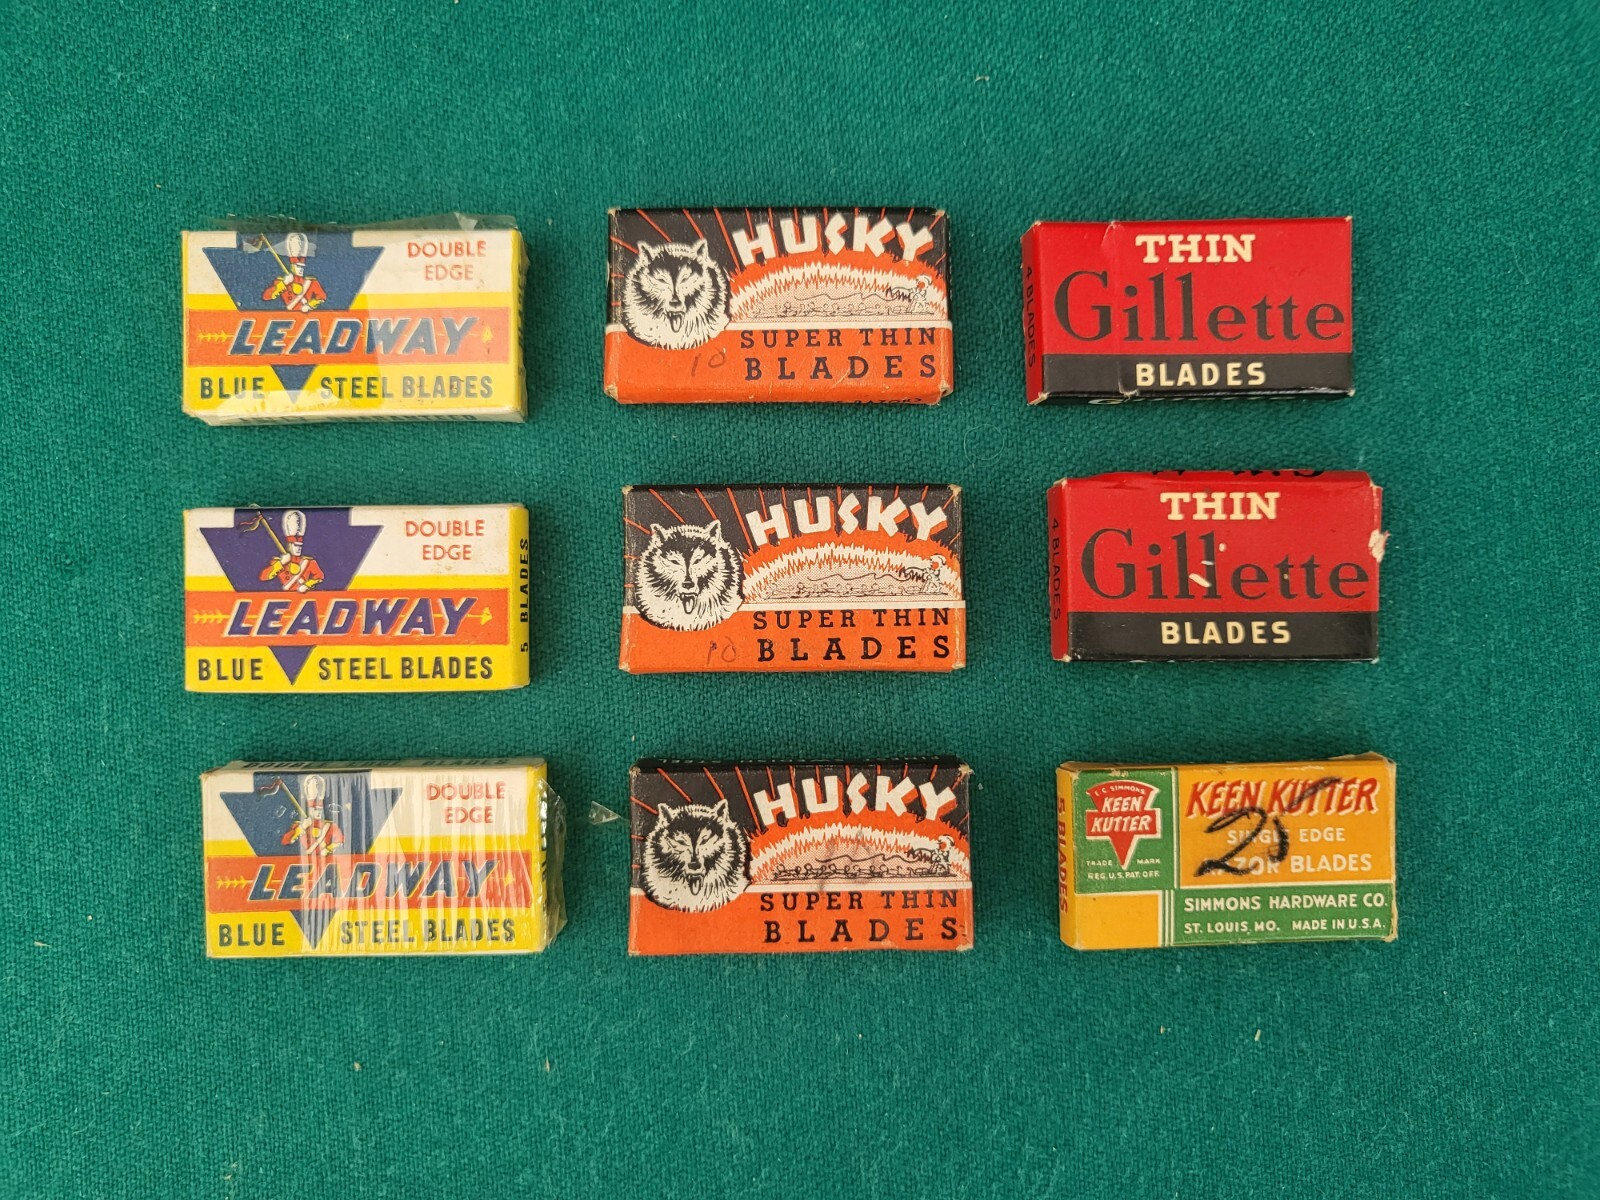 DOUBLE
EDGE
LEADWAY
BLUE STEEL BLADES
HUSKY
SUPER THIN
BLADES
10
4 BLADES
THIN
Gillette
BLADES
DOUBLE
EDGE
LEADWAY
BLUE STEEL BLADES
5 BLADES
HUSKY
SUPER THIN
BLADES
10
4 BLADES
THIN
Gillette
BLADES
DOUBLE
EDGE
LEADWAY
BLUE STEEL BLADES
HUSKY
SUPER THIN
BLADES
5 BLADES
E.C. SIMMONS
KEEN
KUTTER
TRADE MARK
REG. U.S. PAT. OFF.
KEEN KUTTER
SINGLE EDGE
BLADES
SIMMONS HARDWARE CO.
ST. LOUIS, MO. MADE IN U.S.A.